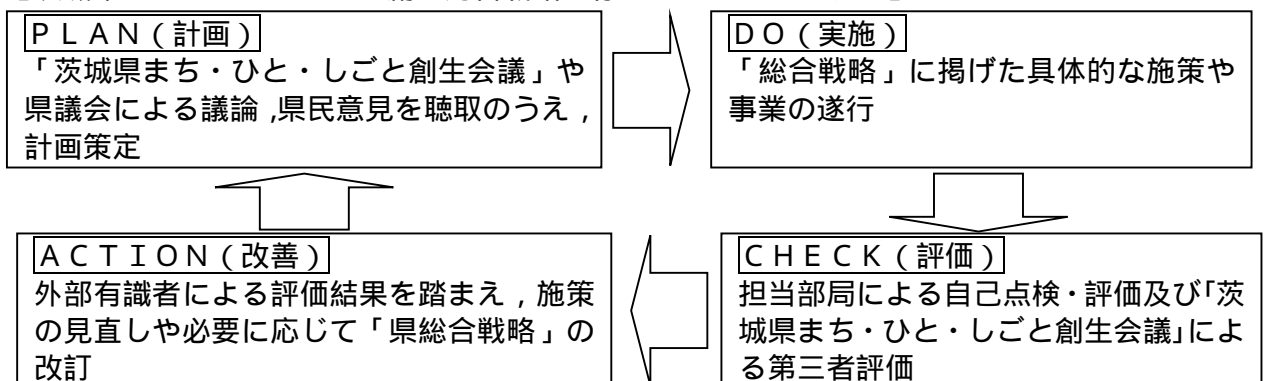 ＰＬＡＮ（計画）
「茨城県まち・ひと・しごと創生会議」や
県議会による議論，県民意見を聴取のうえ，
計画策定
ＤＯ（実施）
「総合戦略」に掲げた具体的な施策や
事業の遂行
ＣＨＥＣＫ（評価）
担当部局による自己点検・評価及び「茨
城県まち・ひと・しごと創生会議」によ
る第三者評価
ＡＣＴＩＯＮ（改善）
外部有識者による評価結果を踏まえ，施策
の見直しや必要に応じて「県総合戦略」の
改訂